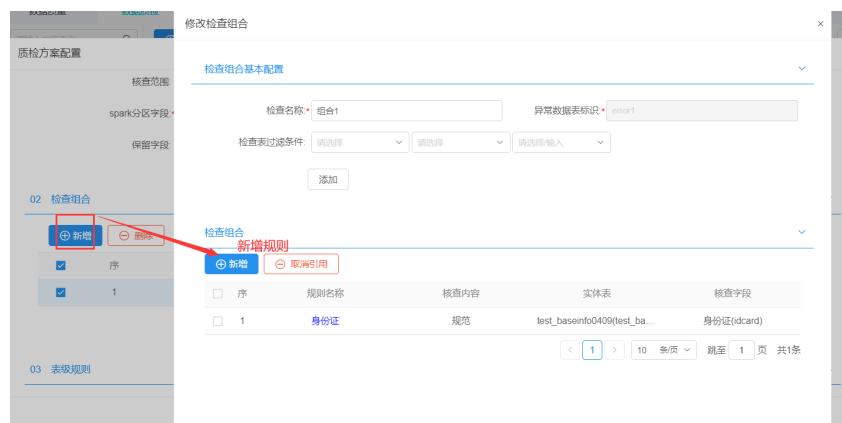 修改检查组合
×
质检方案配置
检查组合基本配置
核查范围
检查名称:* 组合1 异常数据表标识:* error1
spark分区字段:*
检查表过滤条件: 请选择 请选择 请选择/输入
保留字段
添加
02 检查组合
新增 删除
检查组合
新增规则
新增 取消引用
序
序 规则名称 核查内容 实体表 核查字段
1
1 身份证 规范 test_baseinfo0409(test_ba... 身份证(idcard)
< 1 > 10 条/页 跳至 1 页 共1条
03 表级规则